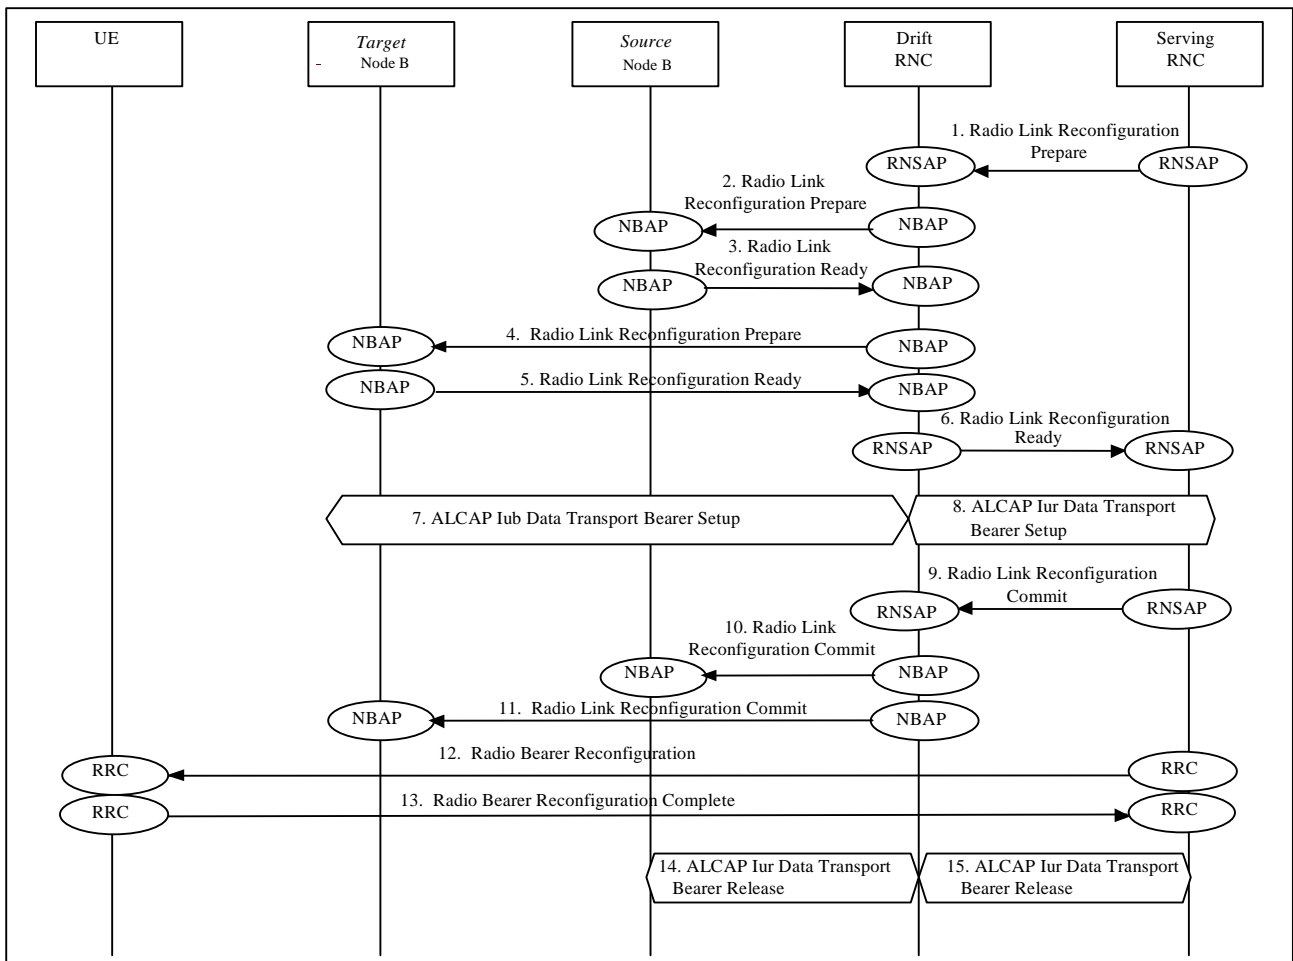 UE
Target
Node B
Source
Node B
Drift
RNC
Serving
RNC
1. Radio Link Reconfiguration
Prepare
RNSAP
RNSAP
2. Radio Link
Reconfiguration Prepare
NBAP
NBAP
3. Radio Link
Reconfiguration Ready
NBAP
NBAP
4. Radio Link Reconfiguration Prepare
NBAP
NBAP
5. Radio Link Reconfiguration Ready
NBAP
NBAP
6. Radio Link Reconfiguration
Ready
RNSAP
RNSAP
7. ALCAP Iub Data Transport Bearer Setup
8. ALCAP Iur Data Transport
Bearer Setup
9. Radio Link Reconfiguration
Commit
RNSAP
RNSAP
10. Radio Link
Reconfiguration Commit
NBAP
NBAP
11. Radio Link Reconfiguration Commit
NBAP
NBAP
12. Radio Bearer Reconfiguration
RRC
RRC
13. Radio Bearer Reconfiguration Complete
RRC
RRC
14. ALCAP Iur Data Transport
Bearer Release
15. ALCAP Iur Data Transport
Bearer Release